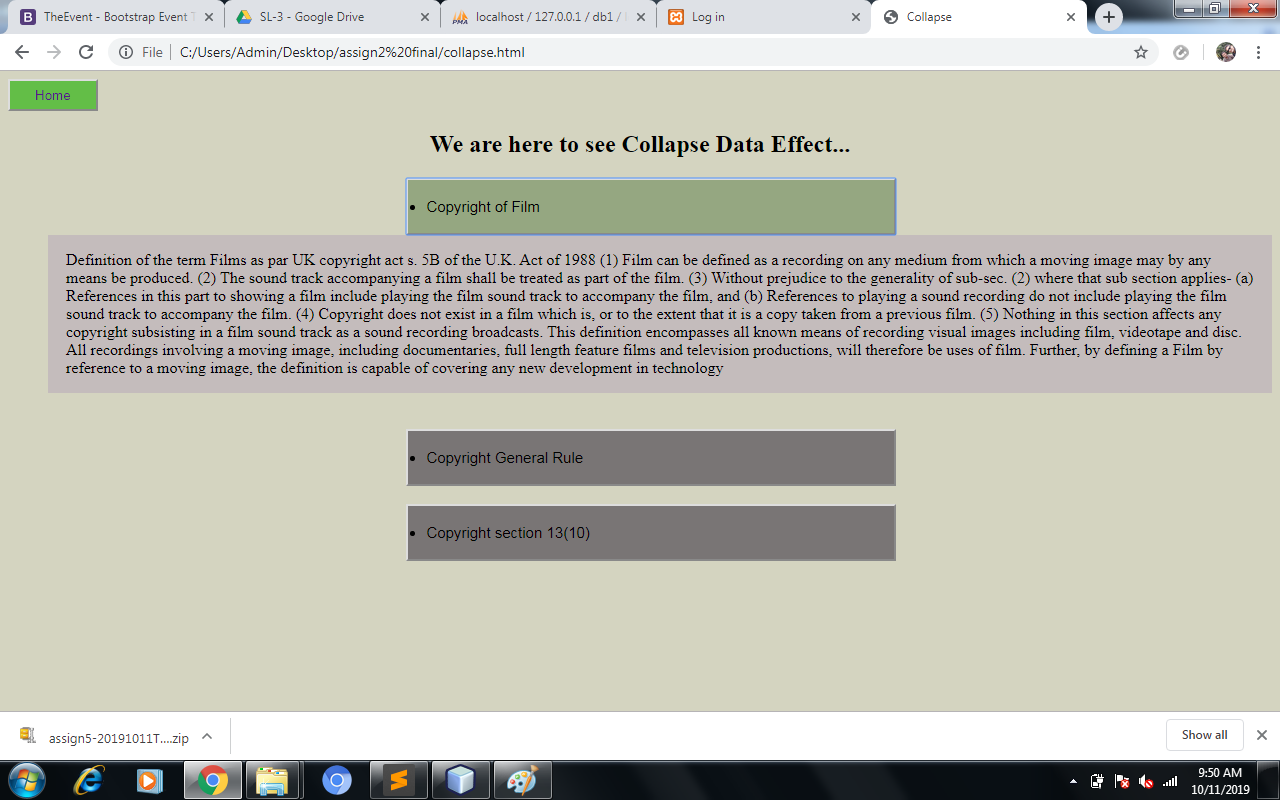 TheEvent - Bootstrap Event T
SL-3 - Google Drive
localhost / 127.0.0.1 / db1 /
Log in
Collapse
File
C:/Users/Admin/Desktop/assign2%20final/collapse.html
Home
We are here to see Collapse Data Effect...
• Copyright of Film
Definition of the term Films as par UK copyright act s. 5B of the U.K. Act of 1988 (1) Film can be defined as a recording on any medium from which a moving image may by any
means be produced. (2) The sound track accompanying a film shall be treated as part of the film. (3) Without prejudice to the generality of sub-sec. (2) where that sub section applies- (a)
References in this part to showing a film include playing the film sound track to accompany the film, and (b) References to playing a sound recording do not include playing the film
sound track to accompany the film. (4) Copyright does not exist in a film which is, or to the extent that it is a copy taken from a previous film. (5) Nothing in this section affects any
copyright subsisting in a film sound track as a sound recording broadcasts. This definition encompasses all known means of recording visual images including film, videotape and disc.
All recordings involving a moving image, including documentaries, full length feature films and television productions, will therefore be uses of film. Further, by defining a Film by
reference to a moving image, the definition is capable of covering any new development in technology
• Copyright General Rule
• Copyright section 13(10)
assign5-20191011T....zip
Show all
9:50 AM
10/11/2019